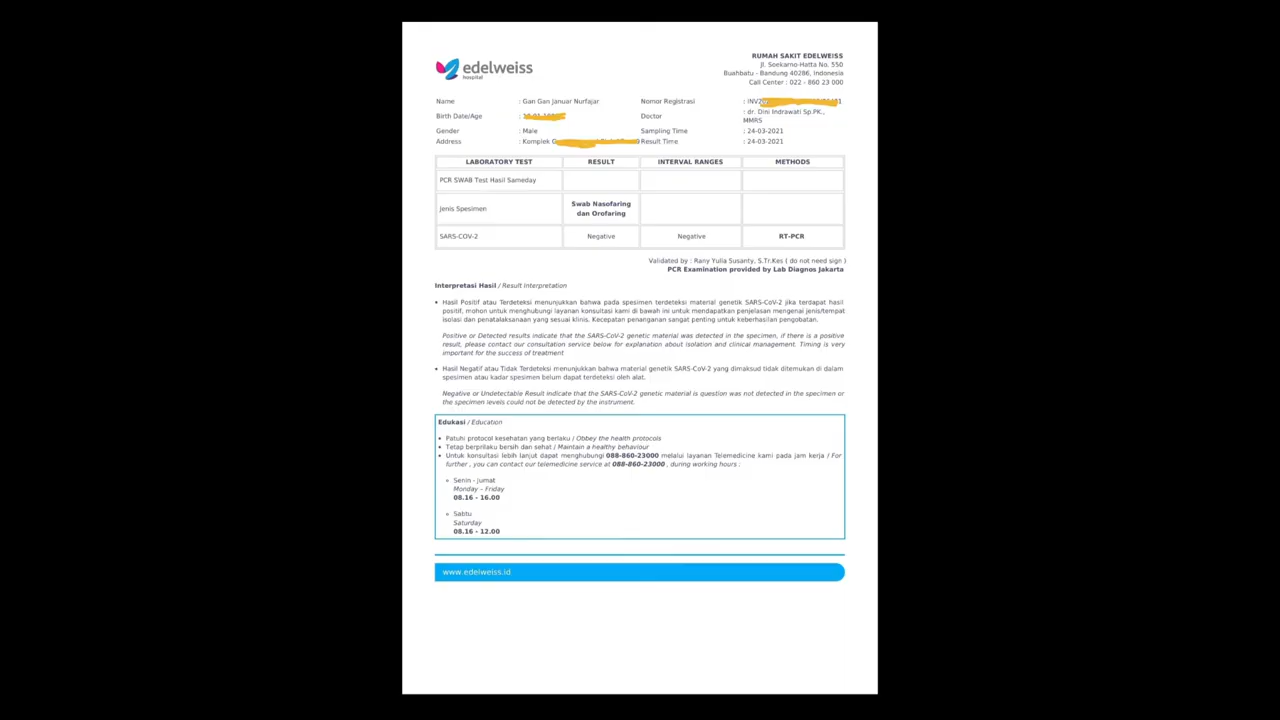 edelweiss
hospital
RUMAH SAKIT EDELWEISS
Jl. Soekarno-Hatta No. 550
Buahbatu - Bandung 40286, Indonesia
Call Center : 022 - 860 23 000
Name : Gan Gan Januar Nurfajar Nomor Registrasi
Birth Date/Age : Doctor : dr. Dini Indrawati Sp.PK., MMRS
Gender : Male Sampling Time : 24-03-2021
Address : Komplek Result Time : 24-03-2021
LABORATORY TEST RESULT INTERVAL RANGES METHODS
PCR SWAB Test Hasil Sameday
Jenis Spesimen Swab Nasofaring dan Orofaring
SARS-COV-2 Negative Negative RT-PCR
Validated by : Rany Yulia Susanty, S.Tr.Kes ( do not need sign )
PCR Examination provided by Lab Diagnos Jakarta
Interpretasi Hasil / Result Interpretation
• Hasil Positif atau Terdeteksi menunjukkan bahwa pada spesimen terdeteksi material genetik SARS-CoV-2 jika terdapat hasil
positif, mohon untuk menghubungi layanan konsultasi kami di bawah ini untuk mendapatkan penjelasan mengenai jenis/tempat
isolasi dan penatalaksanaan yang sesuai klinis. Kecepatan penanganan sangat penting untuk keberhasilan pengobatan.
Positive or Detected results indicate that the SARS-CoV-2 genetic material was detected in the specimen, if there is a positive
result, please contact our consultation service below for explanation about isolation and clinical management. Timing is very
important for the success of treatment
• Hasil Negatif atau Tidak Terdeteksi menunjukkan bahwa material genetik SARS-CoV-2 yang dimaksud tidak ditemukan di dalam
spesimen atau kadar spesimen belum dapat terdeteksi oleh alat.
Negative or Undetectable Result indicate that the SARS-CoV-2 genetic material is question was not detected in the specimen or
the specimen levels could not be detected by the instrument.
Edukasi / Education
• Patuhi protocol kesehatan yang berlaku / Obbey the health protocols
• Tetap berprilaku bersih dan sehat / Maintain a healthy behaviour
• Untuk konsultasi lebih lanjut dapat menghubungi 088-860-23000 melalui layanan Telemedicine kami pada jam kerja / For
further , you can contact our telemedicine service at 088-860-23000 , during working hours :
Senin - jumat
Monday – Friday
08.16 - 16.00
Sabtu
Saturday
08.16 - 12.00
www.edelweiss.id